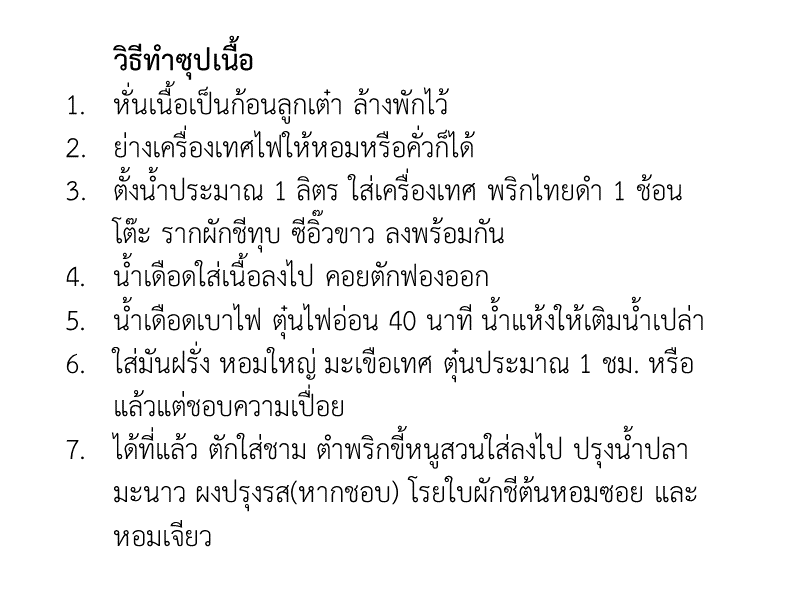 วิธีทำซุปเนื้อ
1. หั่นเนื้อเป็นก้อนลูกเต๋า ล้างพักไว้
2. ย่างเครื่องเทศไฟให้หอมหรือคั่วก็ได้
3. ตั้งน้ำประมาณ 1 ลิตร ใส่เครื่องเทศ พริกไทยดำ 1 ช้อน
โต๊ะ รากผักชีทุบ ซีอิ๊วขาว ลงพร้อมกัน
4. น้ำเดือดใส่เนื้อลงไป คอยตักฟองออก
5. น้ำเดือดเบาไฟ ตุ๋นไฟอ่อน 40 นาที น้ำแห้งให้เติมน้ำเปล่า
6. ใส่มันฝรั่ง หอมใหญ่ มะเขือเทศ ตุ๋นประมาณ 1 ชม. หรือ
แล้วแต่ชอบความเปื่อย
7. ได้ที่แล้ว ตักใส่ชาม ตำพริกขี้หนูสวนใส่ลงไป ปรุงน้ำปลา
มะนาว ผงปรุงรส(หากชอบ) โรยใบผักชีต้นหอมซอย และ
หอมเจียว